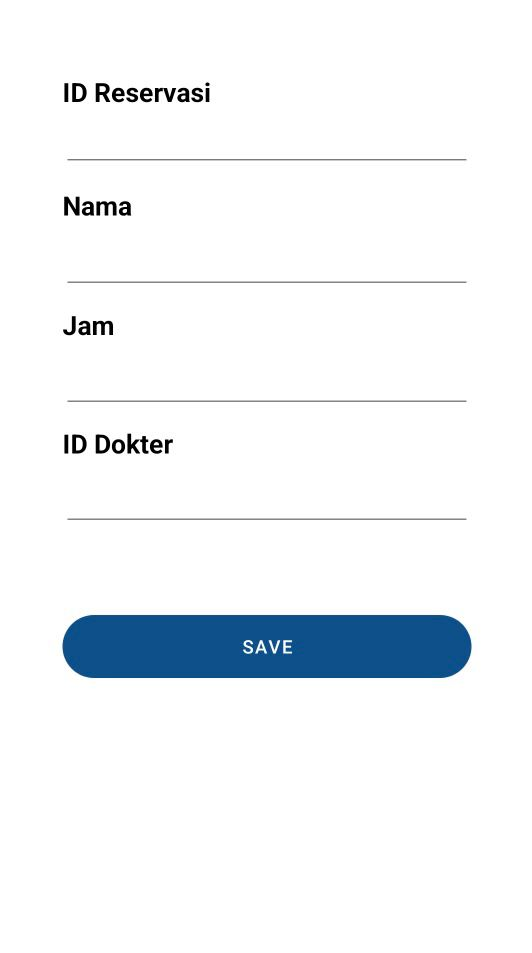 ID Reservasi
Nama
Jam
ID Dokter
SAVE